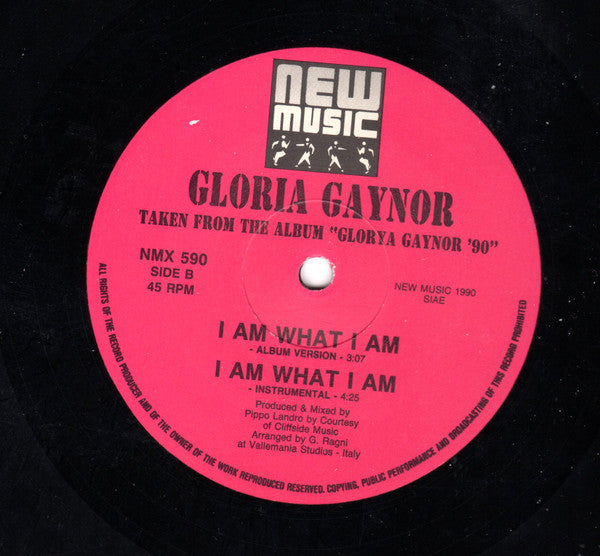 NEW
MUSIC
GLORIA GAYNOR
TAKEN FROM THE ALBUM "GLORYA GAYNOR '90"
NMX 590
SIDE B
45 RPM
NEW MUSIC 1990
SIAE
I AM WHAT I AM
- ALBUM VERSION - 3:07
I AM WHAT I AM
- INSTRUMENTAL - 4:25
Produced & Mixed by
Pippo Landro by Courtesy
of Cliffside Music
Arranged by G. Ragni
at Vallemania Studios - Italy
ALL RIGHTS OF THE RECORD PRODUCER AND OF THE OWNER OF THE WORK REPRODUCED RESERVED. COPYING, PUBLIC PERFORMANCE AND BROADCASTING OF THIS RECORD PROHIBITED